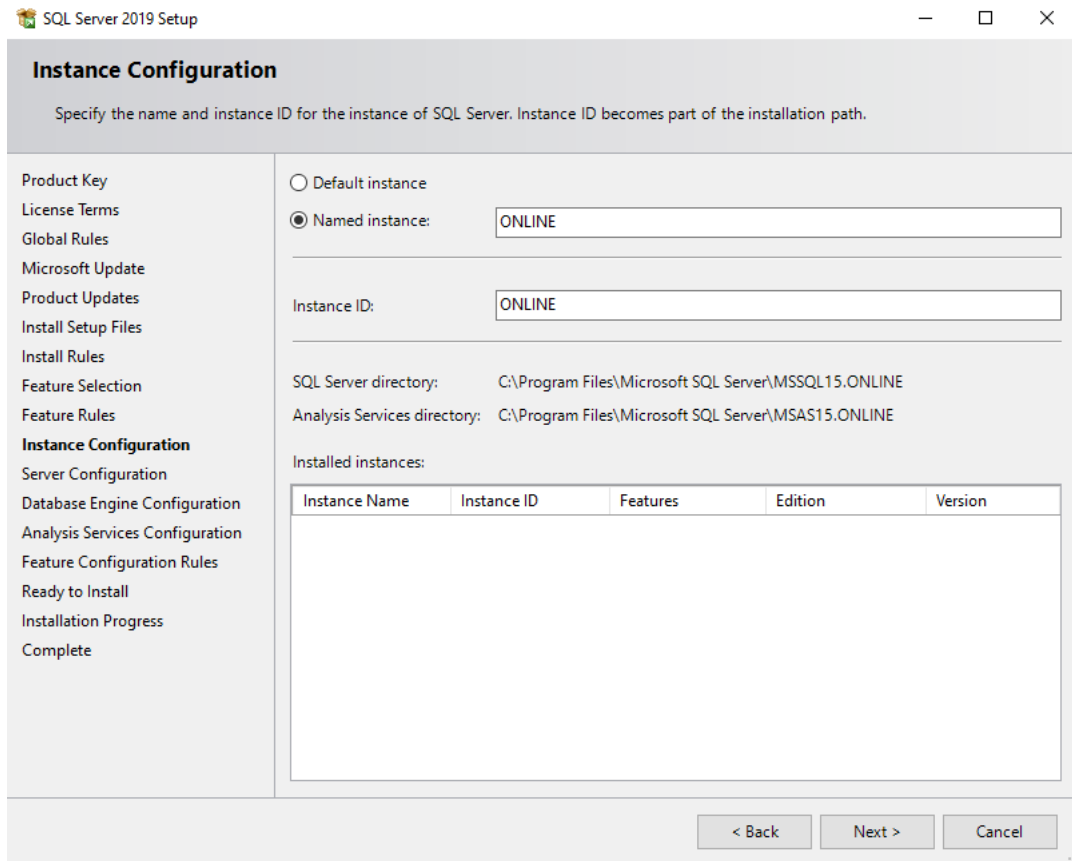 SQL Server 2019 Setup
Instance Configuration
Specify the name and instance ID for the instance of SQL Server. Instance ID becomes part of the installation path.
Product Key
License Terms
Global Rules
Microsoft Update
Product Updates
Install Setup Files
Install Rules
Feature Selection
Feature Rules
Instance Configuration
Server Configuration
Database Engine Configuration
Analysis Services Configuration
Feature Configuration Rules
Ready to Install
Installation Progress
Complete
Default instance
Named instance: ONLINE
Instance ID: ONLINE
SQL Server directory: C:\Program Files\Microsoft SQL Server\MSSQL15.ONLINE
Analysis Services directory: C:\Program Files\Microsoft SQL Server\MSAS15.ONLINE
Installed instances:
Instance Name Instance ID Features Edition Version
< Back Next > Cancel